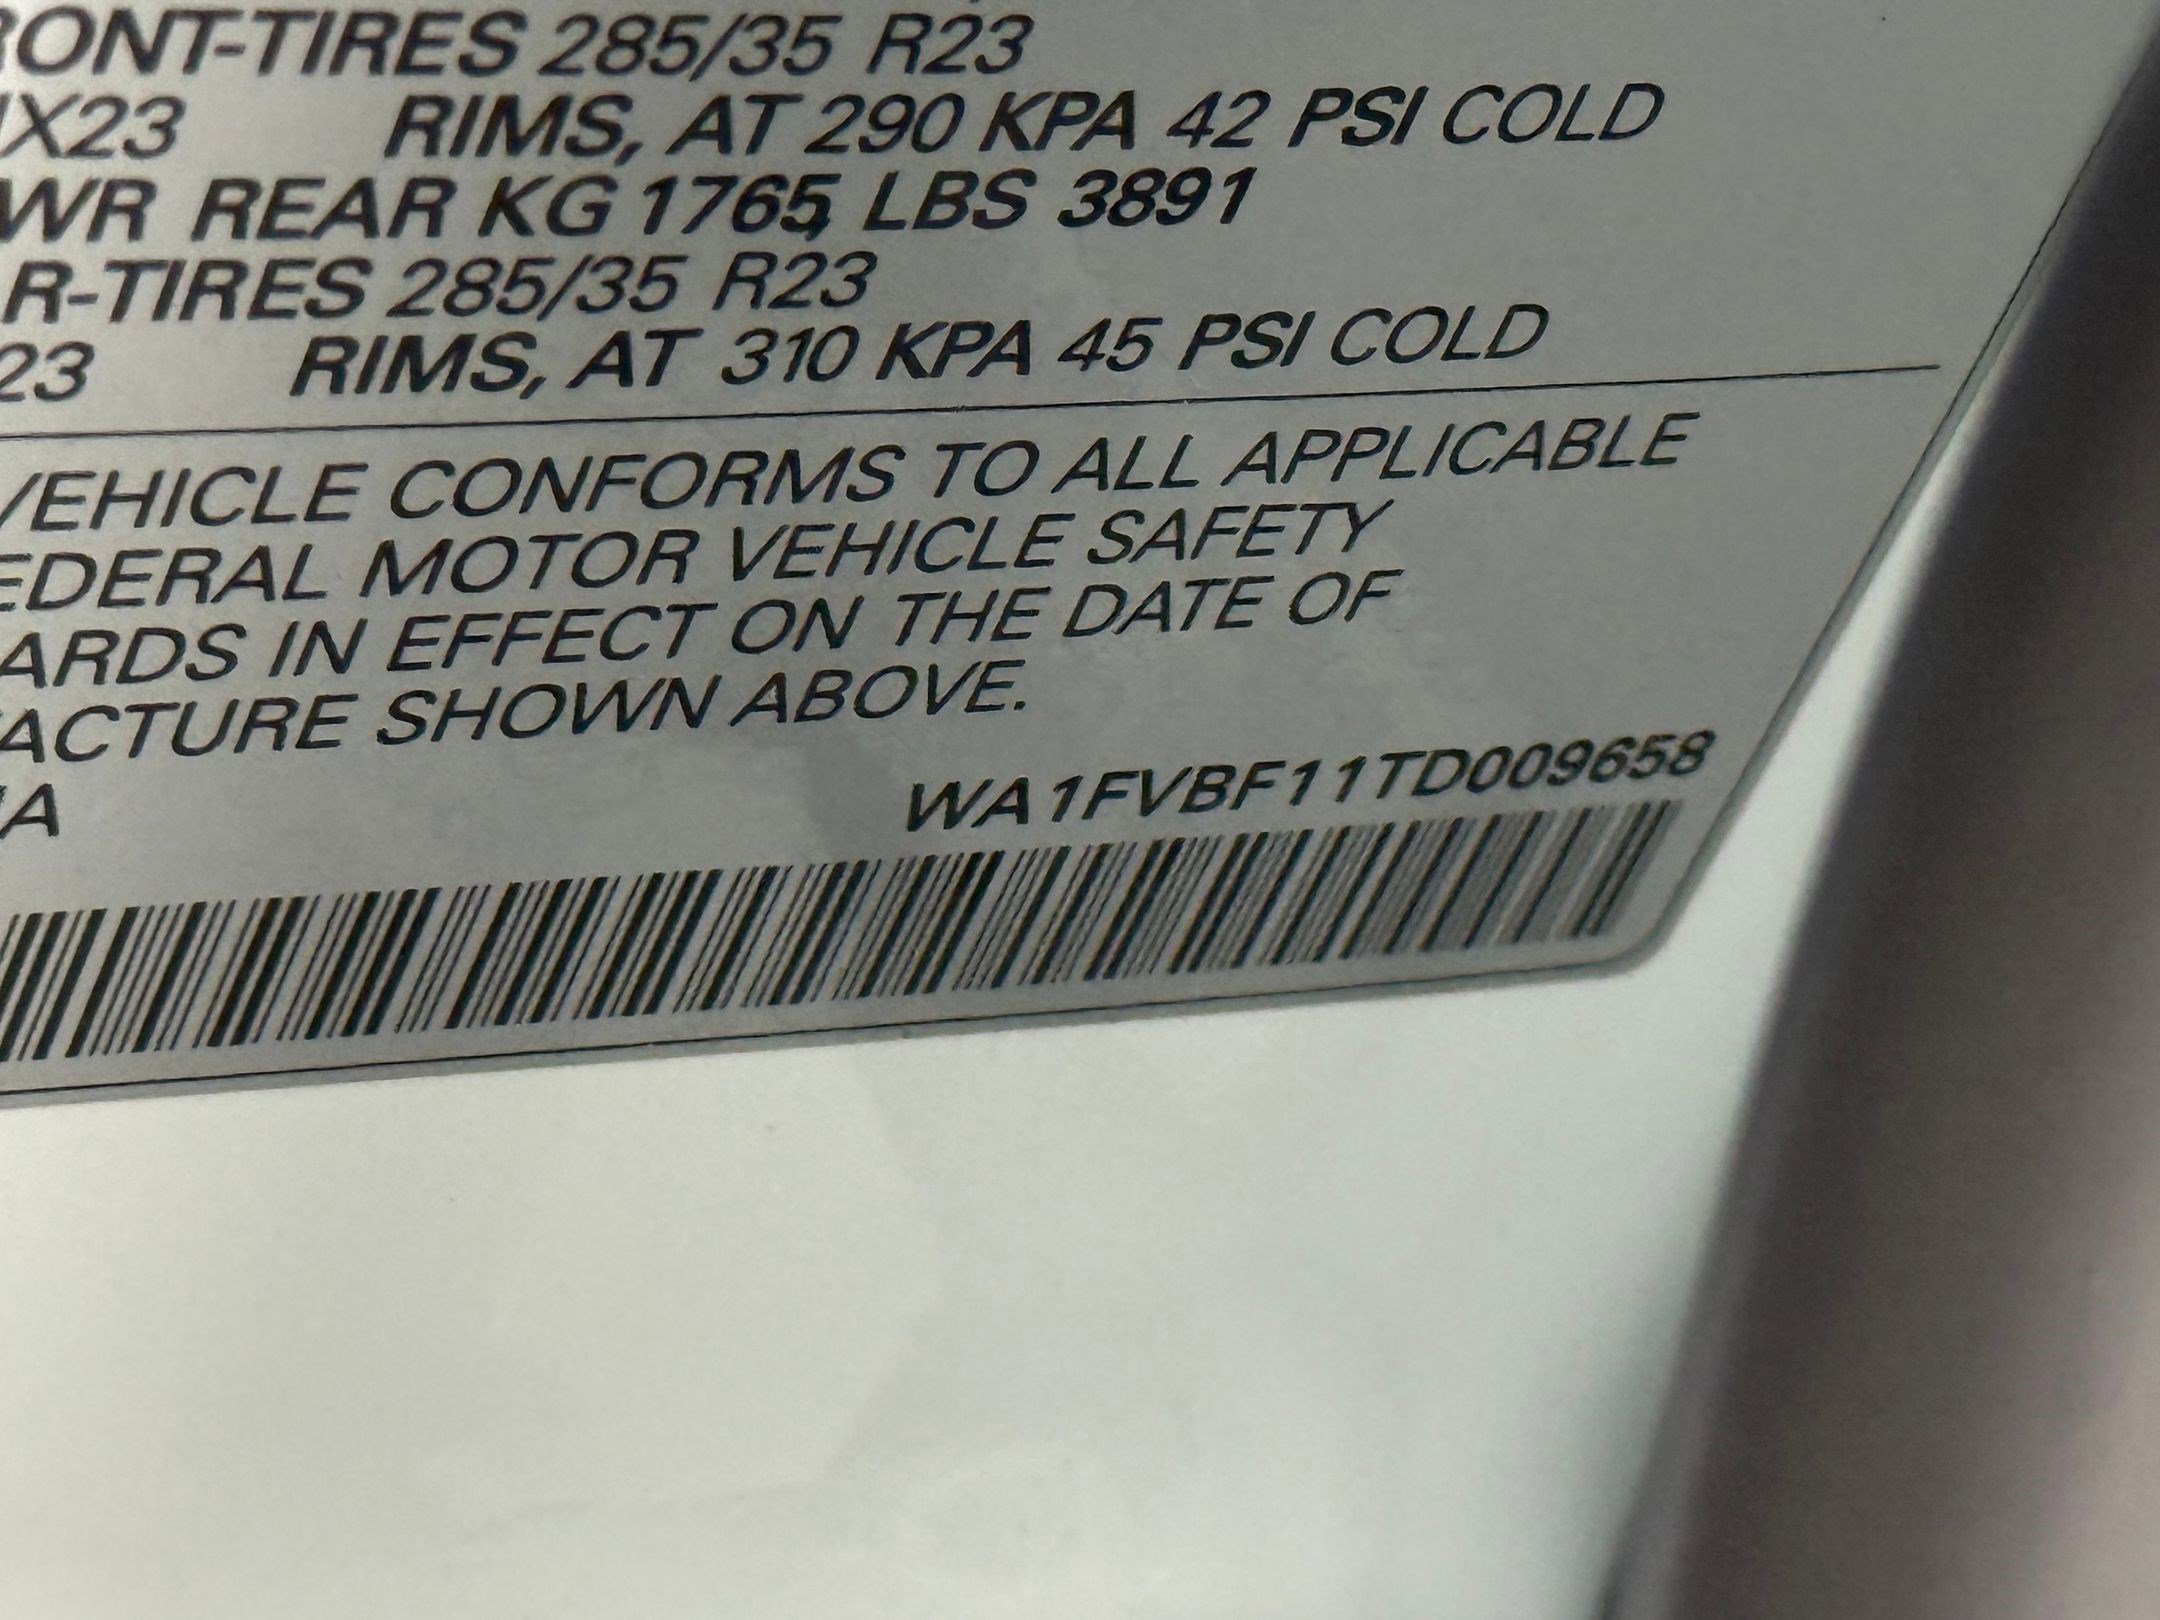 RONT-TIRES 285/35 R23
X23 RIMS, AT 290 KPA 42 PSI COLD
WR REAR KG 1765, LBS 3891
R-TIRES 285/35 R23
23 RIMS, AT 310 KPA 45 PSI COLD
VEHICLE CONFORMS TO ALL APPLICABLE
EDERAL MOTOR VEHICLE SAFETY
ARDS IN EFFECT ON THE DATE OF
ACTURE SHOWN ABOVE.
A WA1FVBF11TD009658